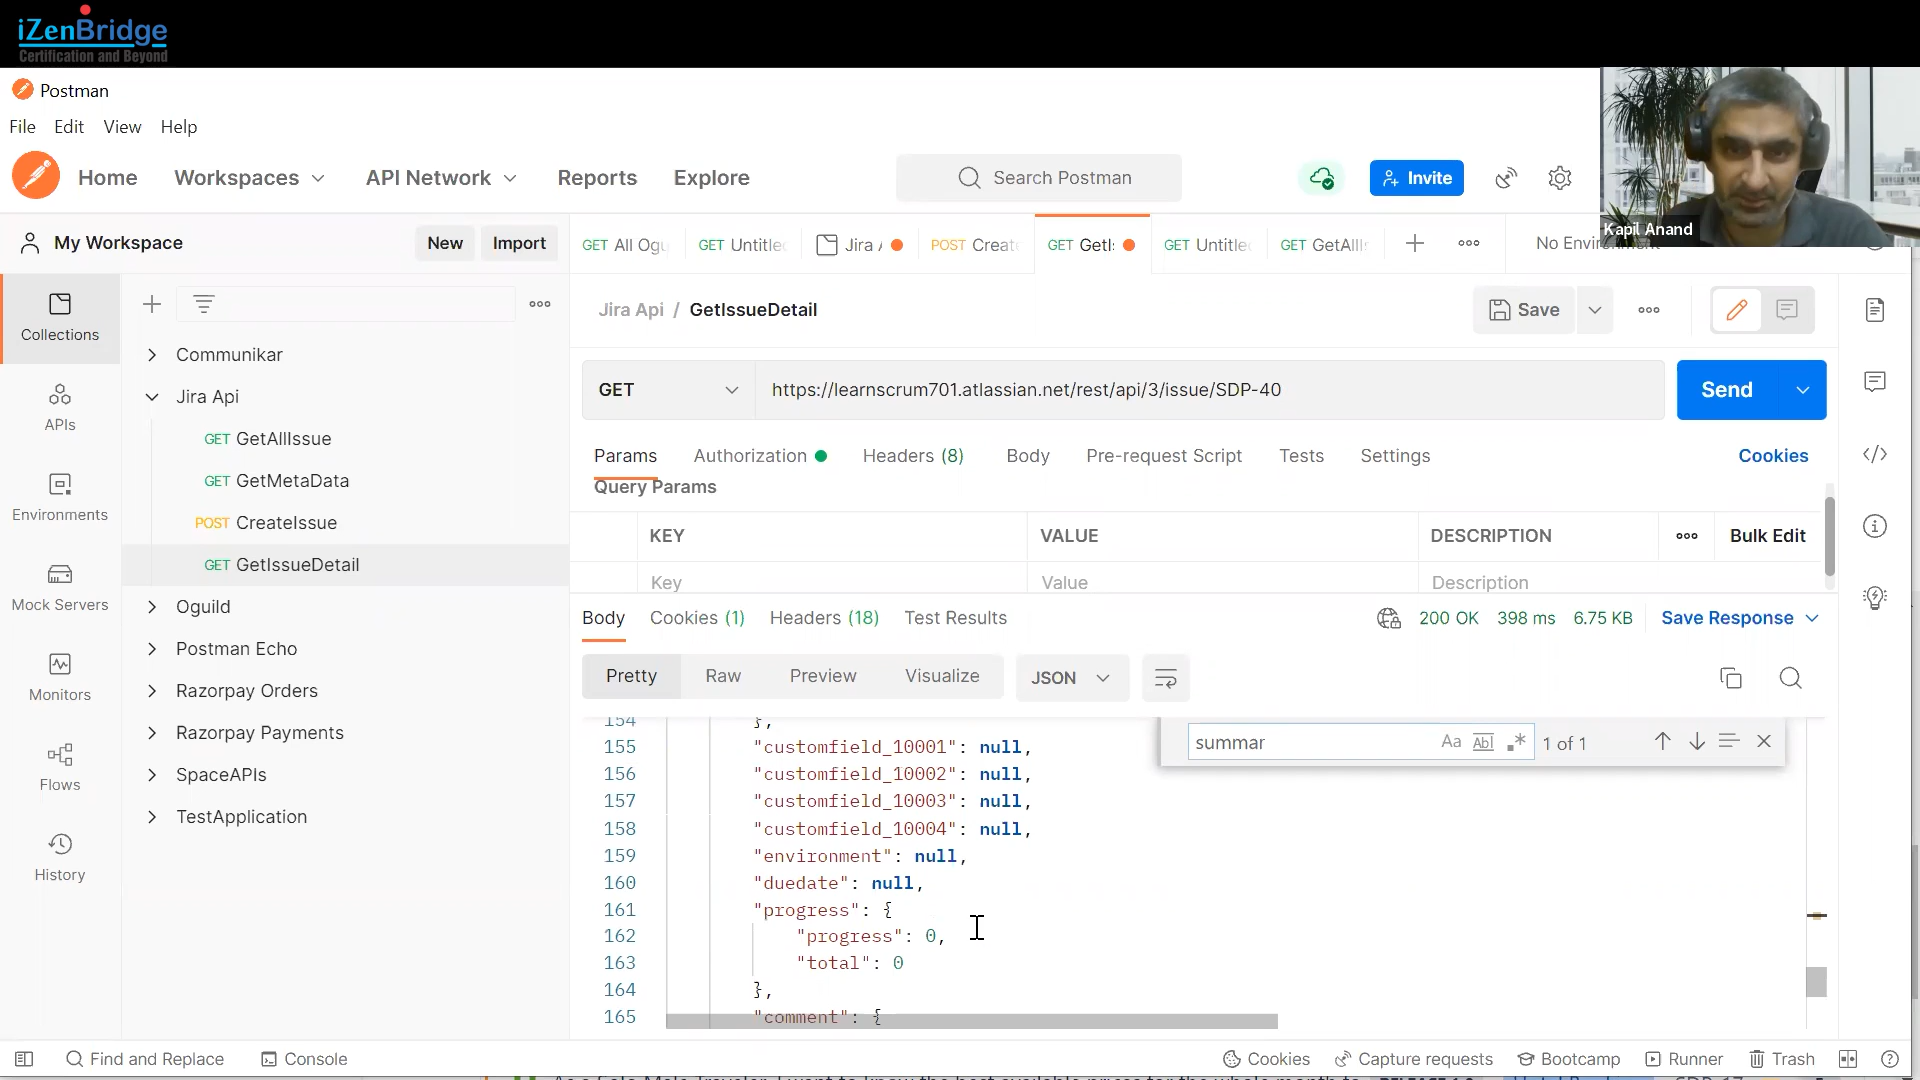 iZenBridge
Certification and Beyond
Postman
File Edit View Help
Home Workspaces API Network Reports Explore
Search Postman
Invite
Kapil Anand
My Workspace
New Import
GET All Ogu
GET Untitle
Jira A
POST Create
GET GetIs
GET Untitle
GET GetAllIs
No Environment
Collections
APIs
Environments
Mock Servers
Monitors
Flows
History
Communikar
Jira Api
GET GetAllIssue
GET GetMetaData
POST CreateIssue
GET GetIssueDetail
Oguild
Postman Echo
Razorpay Orders
Razorpay Payments
SpaceAPIs
TestApplication
Jira Api / GetIssueDetail
Save
GET https://learnscrum701.atlassian.net/rest/api/3/issue/SDP-40
Send
Params Authorization Headers (8) Body Pre-request Script Tests Settings Cookies
Query Params
KEY VALUE DESCRIPTION Bulk Edit
Key Value Description
Body Cookies (1) Headers (18) Test Results 200 OK 398 ms 6.75 KB Save Response
Pretty Raw Preview Visualize JSON
summar Aa Abl .* 1 of 1
154 },
155 "customfield_10001": null,
156 "customfield_10002": null,
157 "customfield_10003": null,
158 "customfield_10004": null,
159 "environment": null,
160 "duedate": null,
161 "progress": {
162 "progress": 0,
163 "total": 0
164 },
165 "comment": {
Find and Replace Console Cookies Capture requests Bootcamp Runner Trash